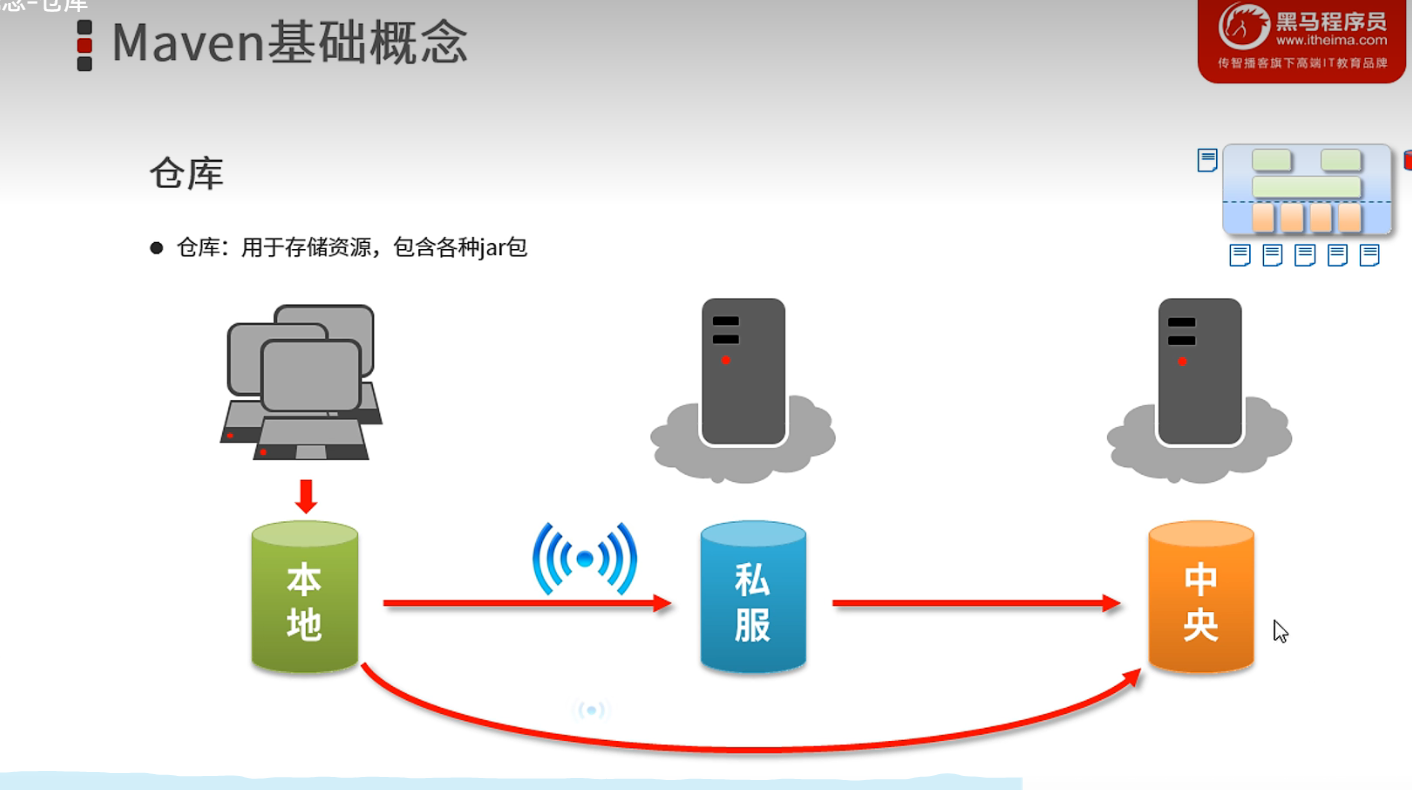 念-仓库
Maven基础概念
黑马程序员
www.itheima.com
传智播客旗下高端IT教育品牌
仓库
● 仓库：用于存储资源，包含各种jar包
本地
私服
中央